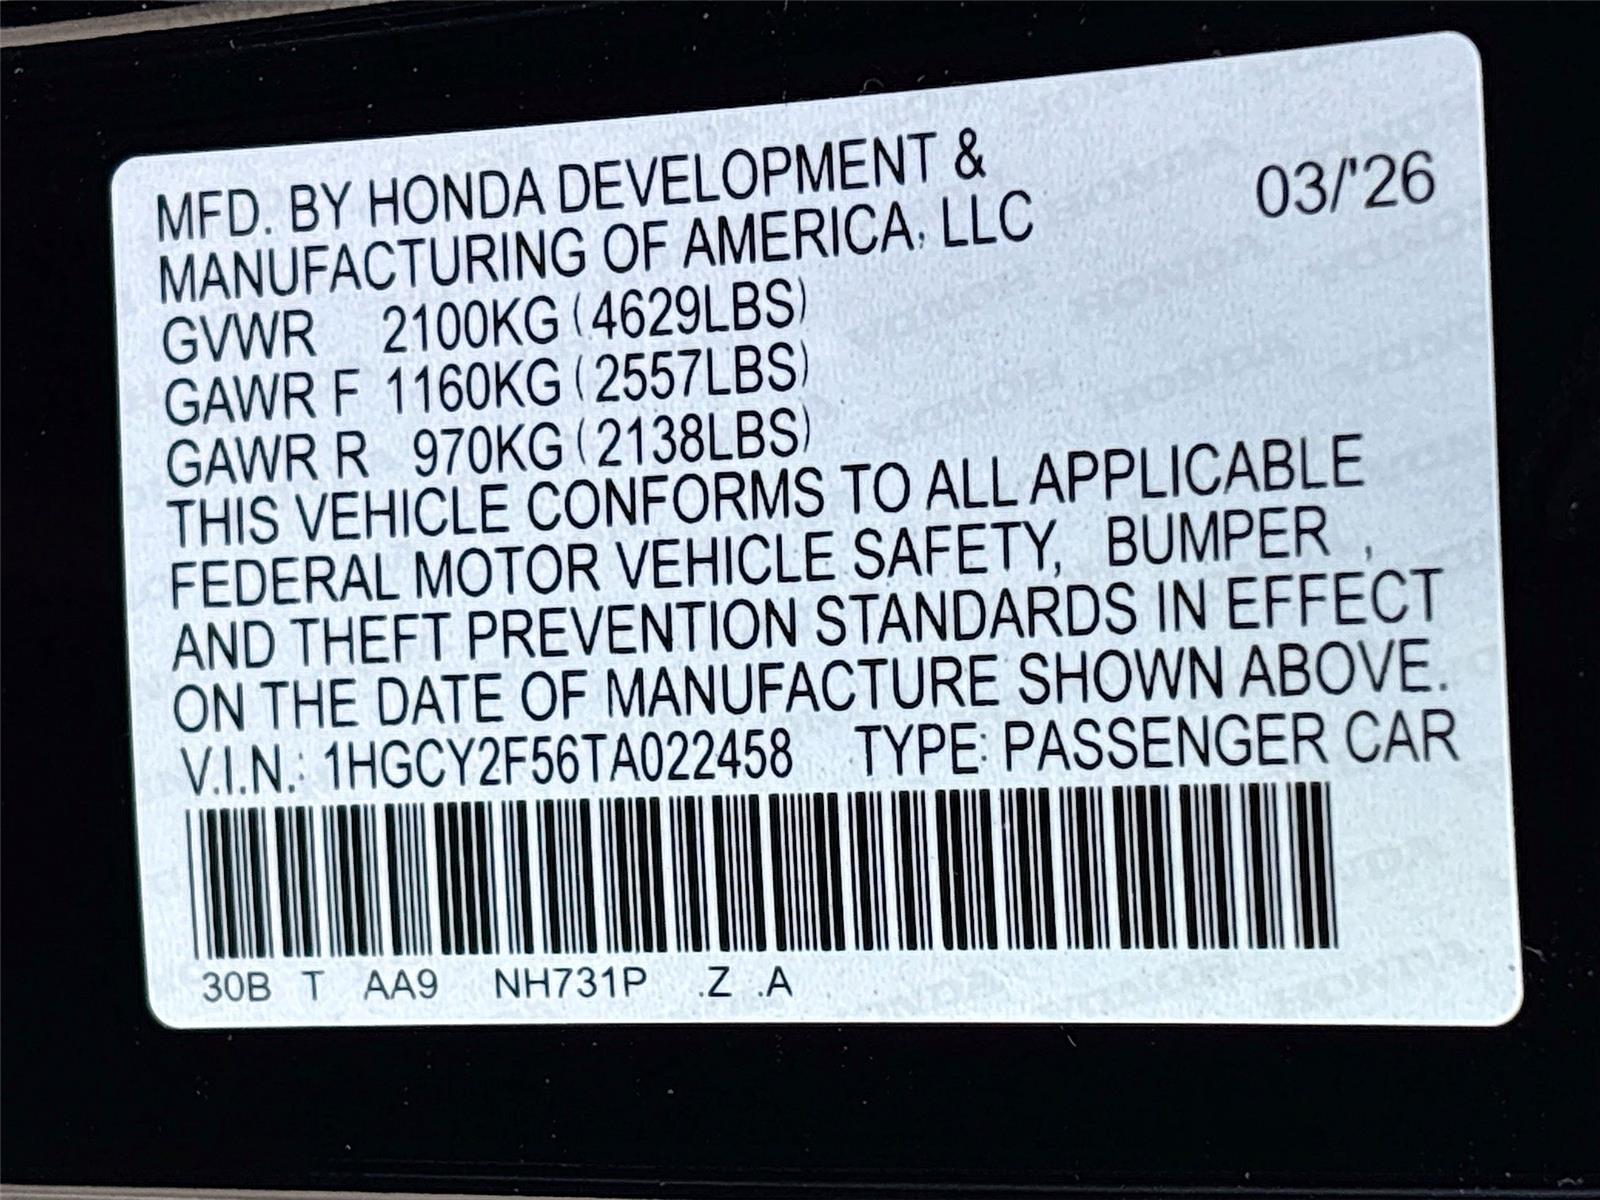 MFD. BY HONDA DEVELOPMENT &
MANUFACTURING OF AMERICA, LLC
03/'26
GVWR 2100KG (4629LBS)
GAWR F 1160KG (2557LBS)
GAWR R 970KG (2138LBS)
THIS VEHICLE CONFORMS TO ALL APPLICABLE
FEDERAL MOTOR VEHICLE SAFETY, BUMPER ,
AND THEFT PREVENTION STANDARDS IN EFFECT
ON THE DATE OF MANUFACTURE SHOWN ABOVE.
V.I.N.: 1HGCY2F56TA022458 TYPE: PASSENGER CAR
30B T AA9 NH731P .Z .A